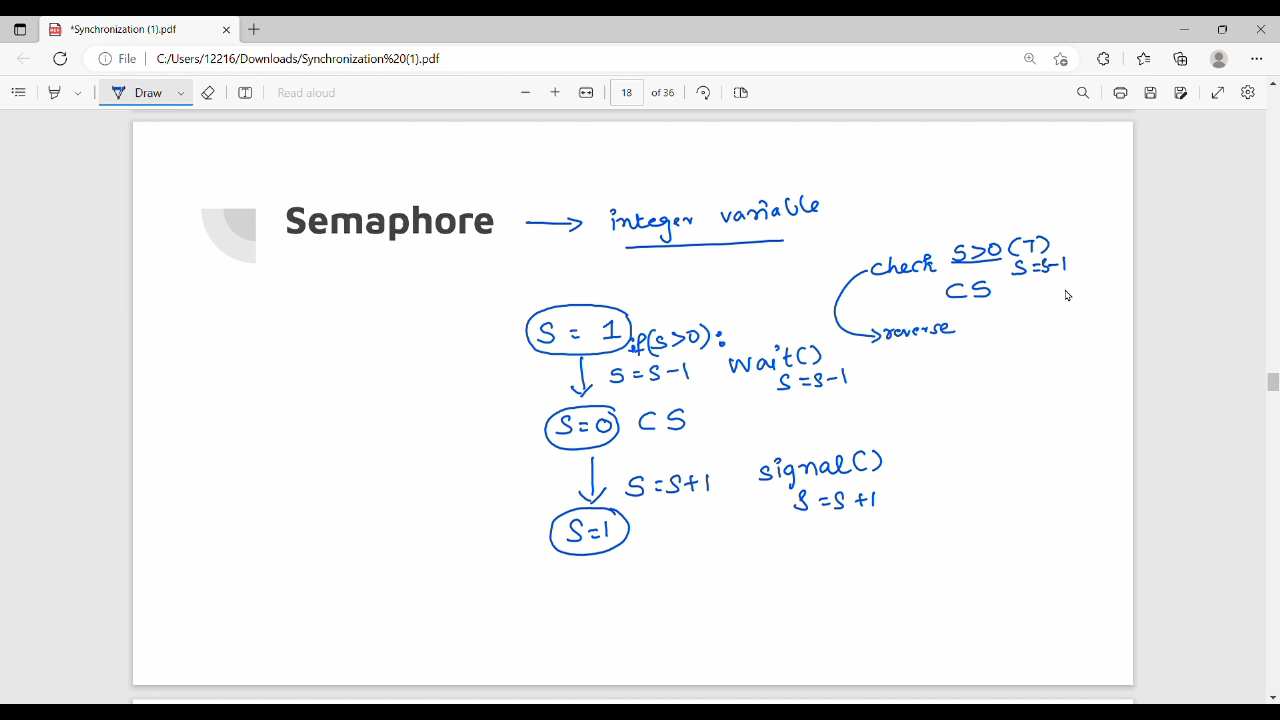 *Synchronization (1).pdf
File C:/Users/12216/Downloads/Synchronization%20(1).pdf
Draw Read aloud 18 of 36
Semaphore → integer variable
check S>0 (T)
S=S-1
CS
reverse
S = 1 if(S>0):
S=S-1
wait()
S=S-1
S=0 CS
S=S+1
signal()
S=S+1
S=1